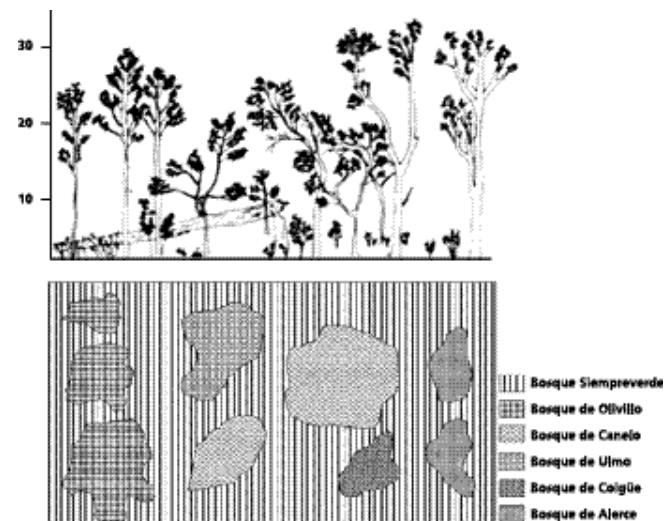 30
20
10
Bosque Siempreverde
Bosque de Olivillo
Bosque de Canelo
Bosque de Ulmo
Bosque de Coigüe
Bosque de Alerce